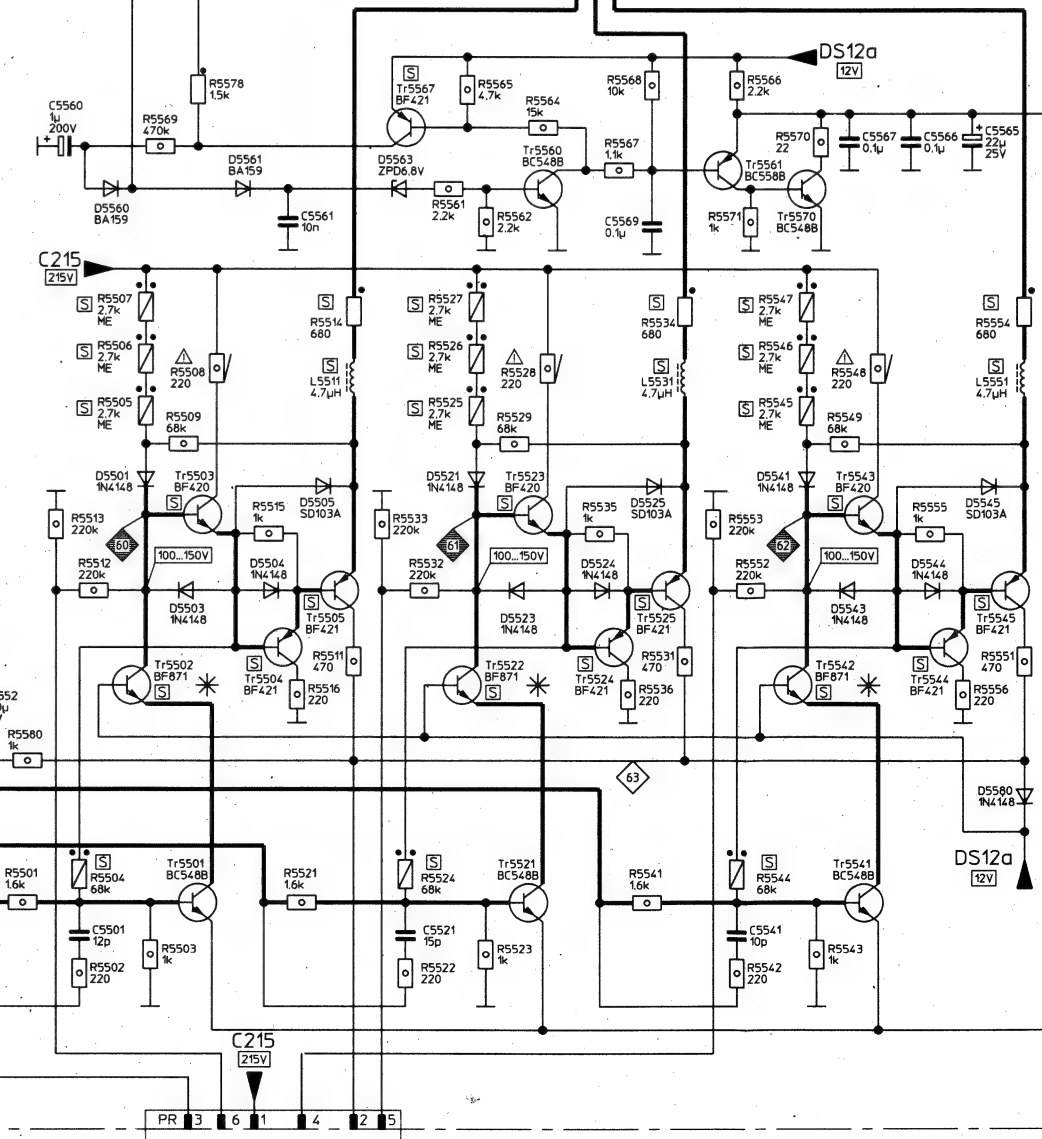 DS12a
12V
S
Tr5567
BF421
R5565
4.7k
R5568
10k
R5566
2.2k
R5578
1.5k
R5564
15k
C5560
1µ
200V
+
R5569
470k
R5567
1.1k
R5570
22
C5567
0.1µ
C5566
0.1µ
+
C5565
22µ
25V
D5561
BA159
D5563
ZPD6.8V
Tr5560
BC548B
Tr5561
BC558B
D5560
BA159
C5561
10n
R5561
2.2k
R5562
2.2k
C5569
0.1µ
R5571
1k
Tr5570
BC548B
C215
215V
S
R5507
2.7k
ME
S
R5514
680
S
R5527
2.7k
ME
S
R5534
680
S
R5547
2.7k
ME
S
R5554
680
S
R5506
2.7k
ME
!
R5508
220
S
L5511
4.7µH
S
R5526
2.7k
ME
!
R5528
220
S
L5531
4.7µH
S
R5546
2.7k
ME
!
R5548
220
S
L5551
4.7µH
S
R5505
2.7k
ME
R5509
68k
S
R5525
2.7k
ME
R5529
68k
S
R5545
2.7k
ME
R5549
68k
D5501
1N4148
Tr5503
BF420
S
D5505
SD103A
D5521
1N4148
Tr5523
BF420
S
D5525
SD103A
D5541
1N4148
Tr5543
BF420
S
D5545
SD103A
R5513
220k
R5515
1k
R5533
220k
R5535
1k
R5553
220k
R5555
1k
60
100...150V
61
100...150V
62
100...150V
R5512
220k
D5504
1N4148
R5532
220k
D5524
1N4148
R5552
220k
D5544
1N4148
D5503
1N4148
S
Tr5505
BF421
D5523
1N4148
S
Tr5525
BF421
D5543
1N4148
S
Tr5545
BF421
Tr5502
BF871
S
S
Tr5504
BF421
R5511
470
Tr5522
BF871
S
S
Tr5524
BF421
R5531
470
Tr5542
BF871
S
S
Tr5544
BF421
R5551
470
R5516
220
R5536
220
R5556
220
552
R5580
1k
63
D5580
1N4148
DS12a
12V
R5501
1.6k
S
R5504
68k
Tr5501
BC548B
R5521
1.6k
S
R5524
68k
Tr5521
BC548B
R5541
1.6k
S
R5544
68k
Tr5541
BC548B
C5501
12p
R5503
1k
C5521
15p
R5523
1k
C5541
10p
R5543
1k
R5502
220
R5522
220
R5542
220
C215
215V
PR 3 6 1 4 2 5